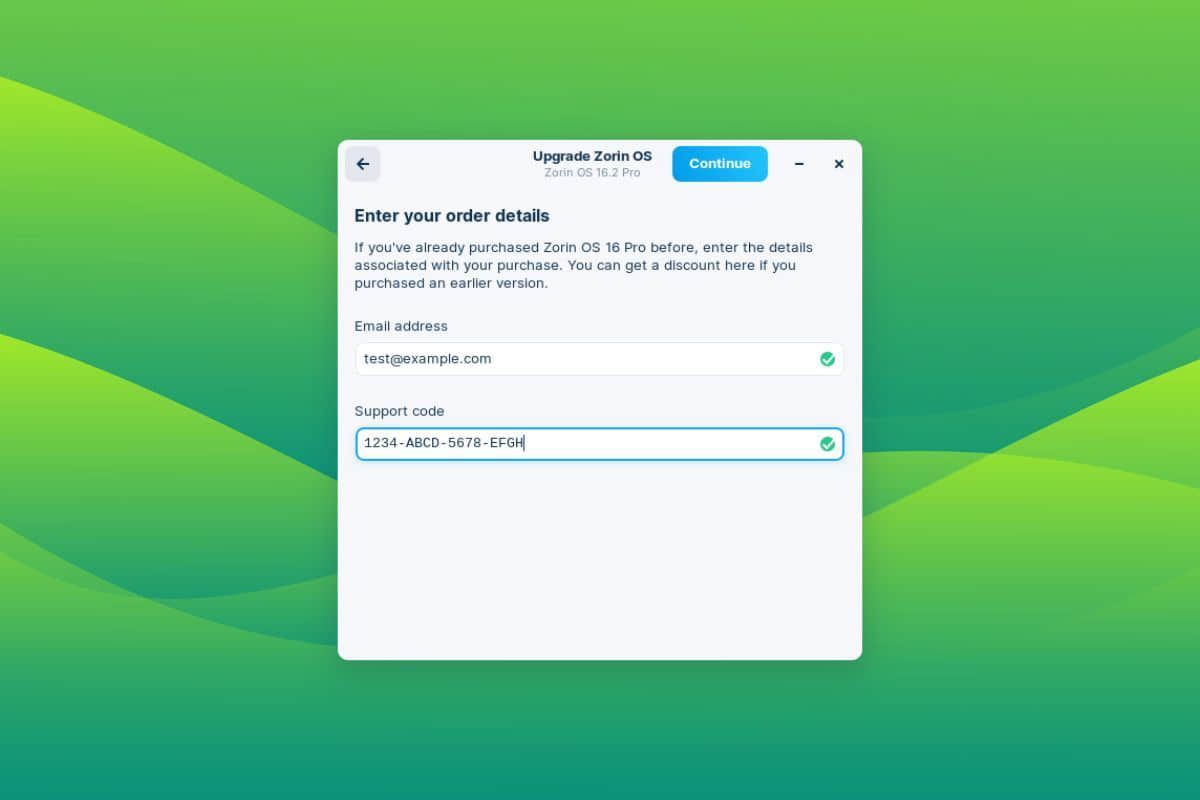 Upgrade Zorin OS
Zorin OS 16.2 Pro
Continue
Enter your order details
If you've already purchased Zorin OS 16 Pro before, enter the details
associated with your purchase. You can get a discount here if you
purchased an earlier version.
Email address
test@example.com
Support code
1234-ABCD-5678-EFGH